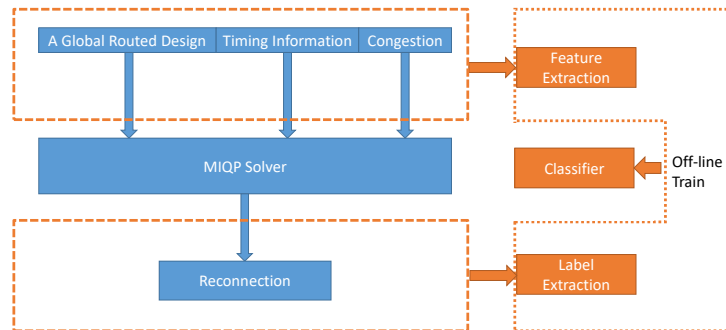 A Global Routed Design Timing Information Congestion
Feature
Extraction
MIQP Solver
Classifier
Off-line
Train
Reconnection
Label
Extraction